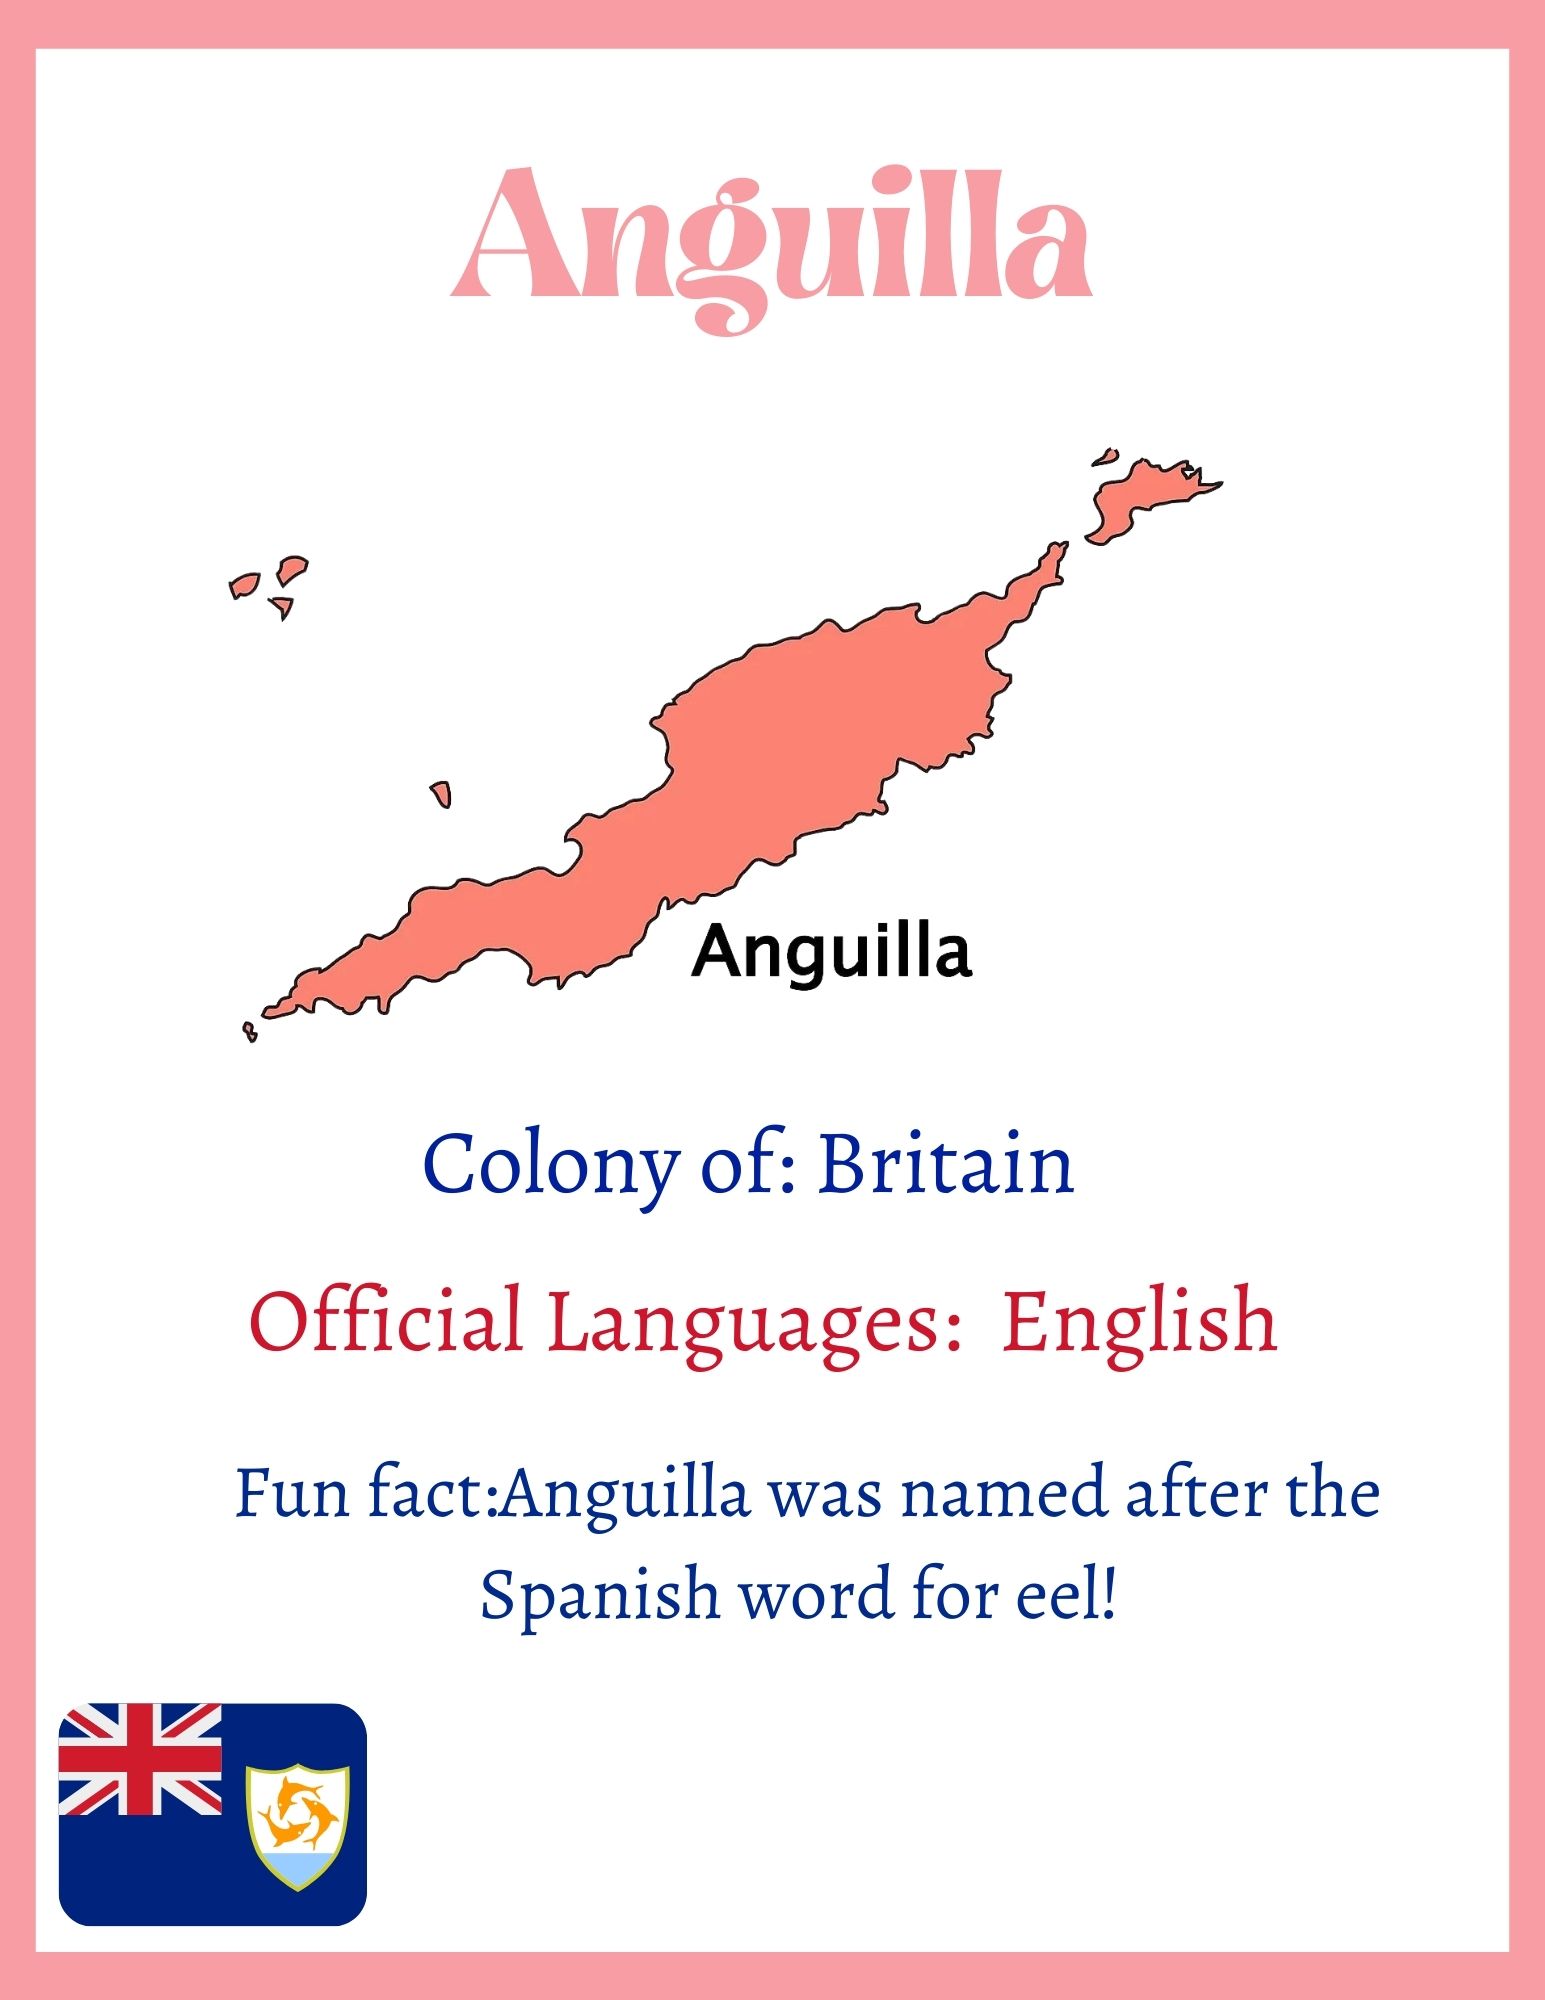 Anguilla
Anguilla
Colony of: Britain
Official Languages:  English
Fun fact:Anguilla was named after the
Spanish word for eel!